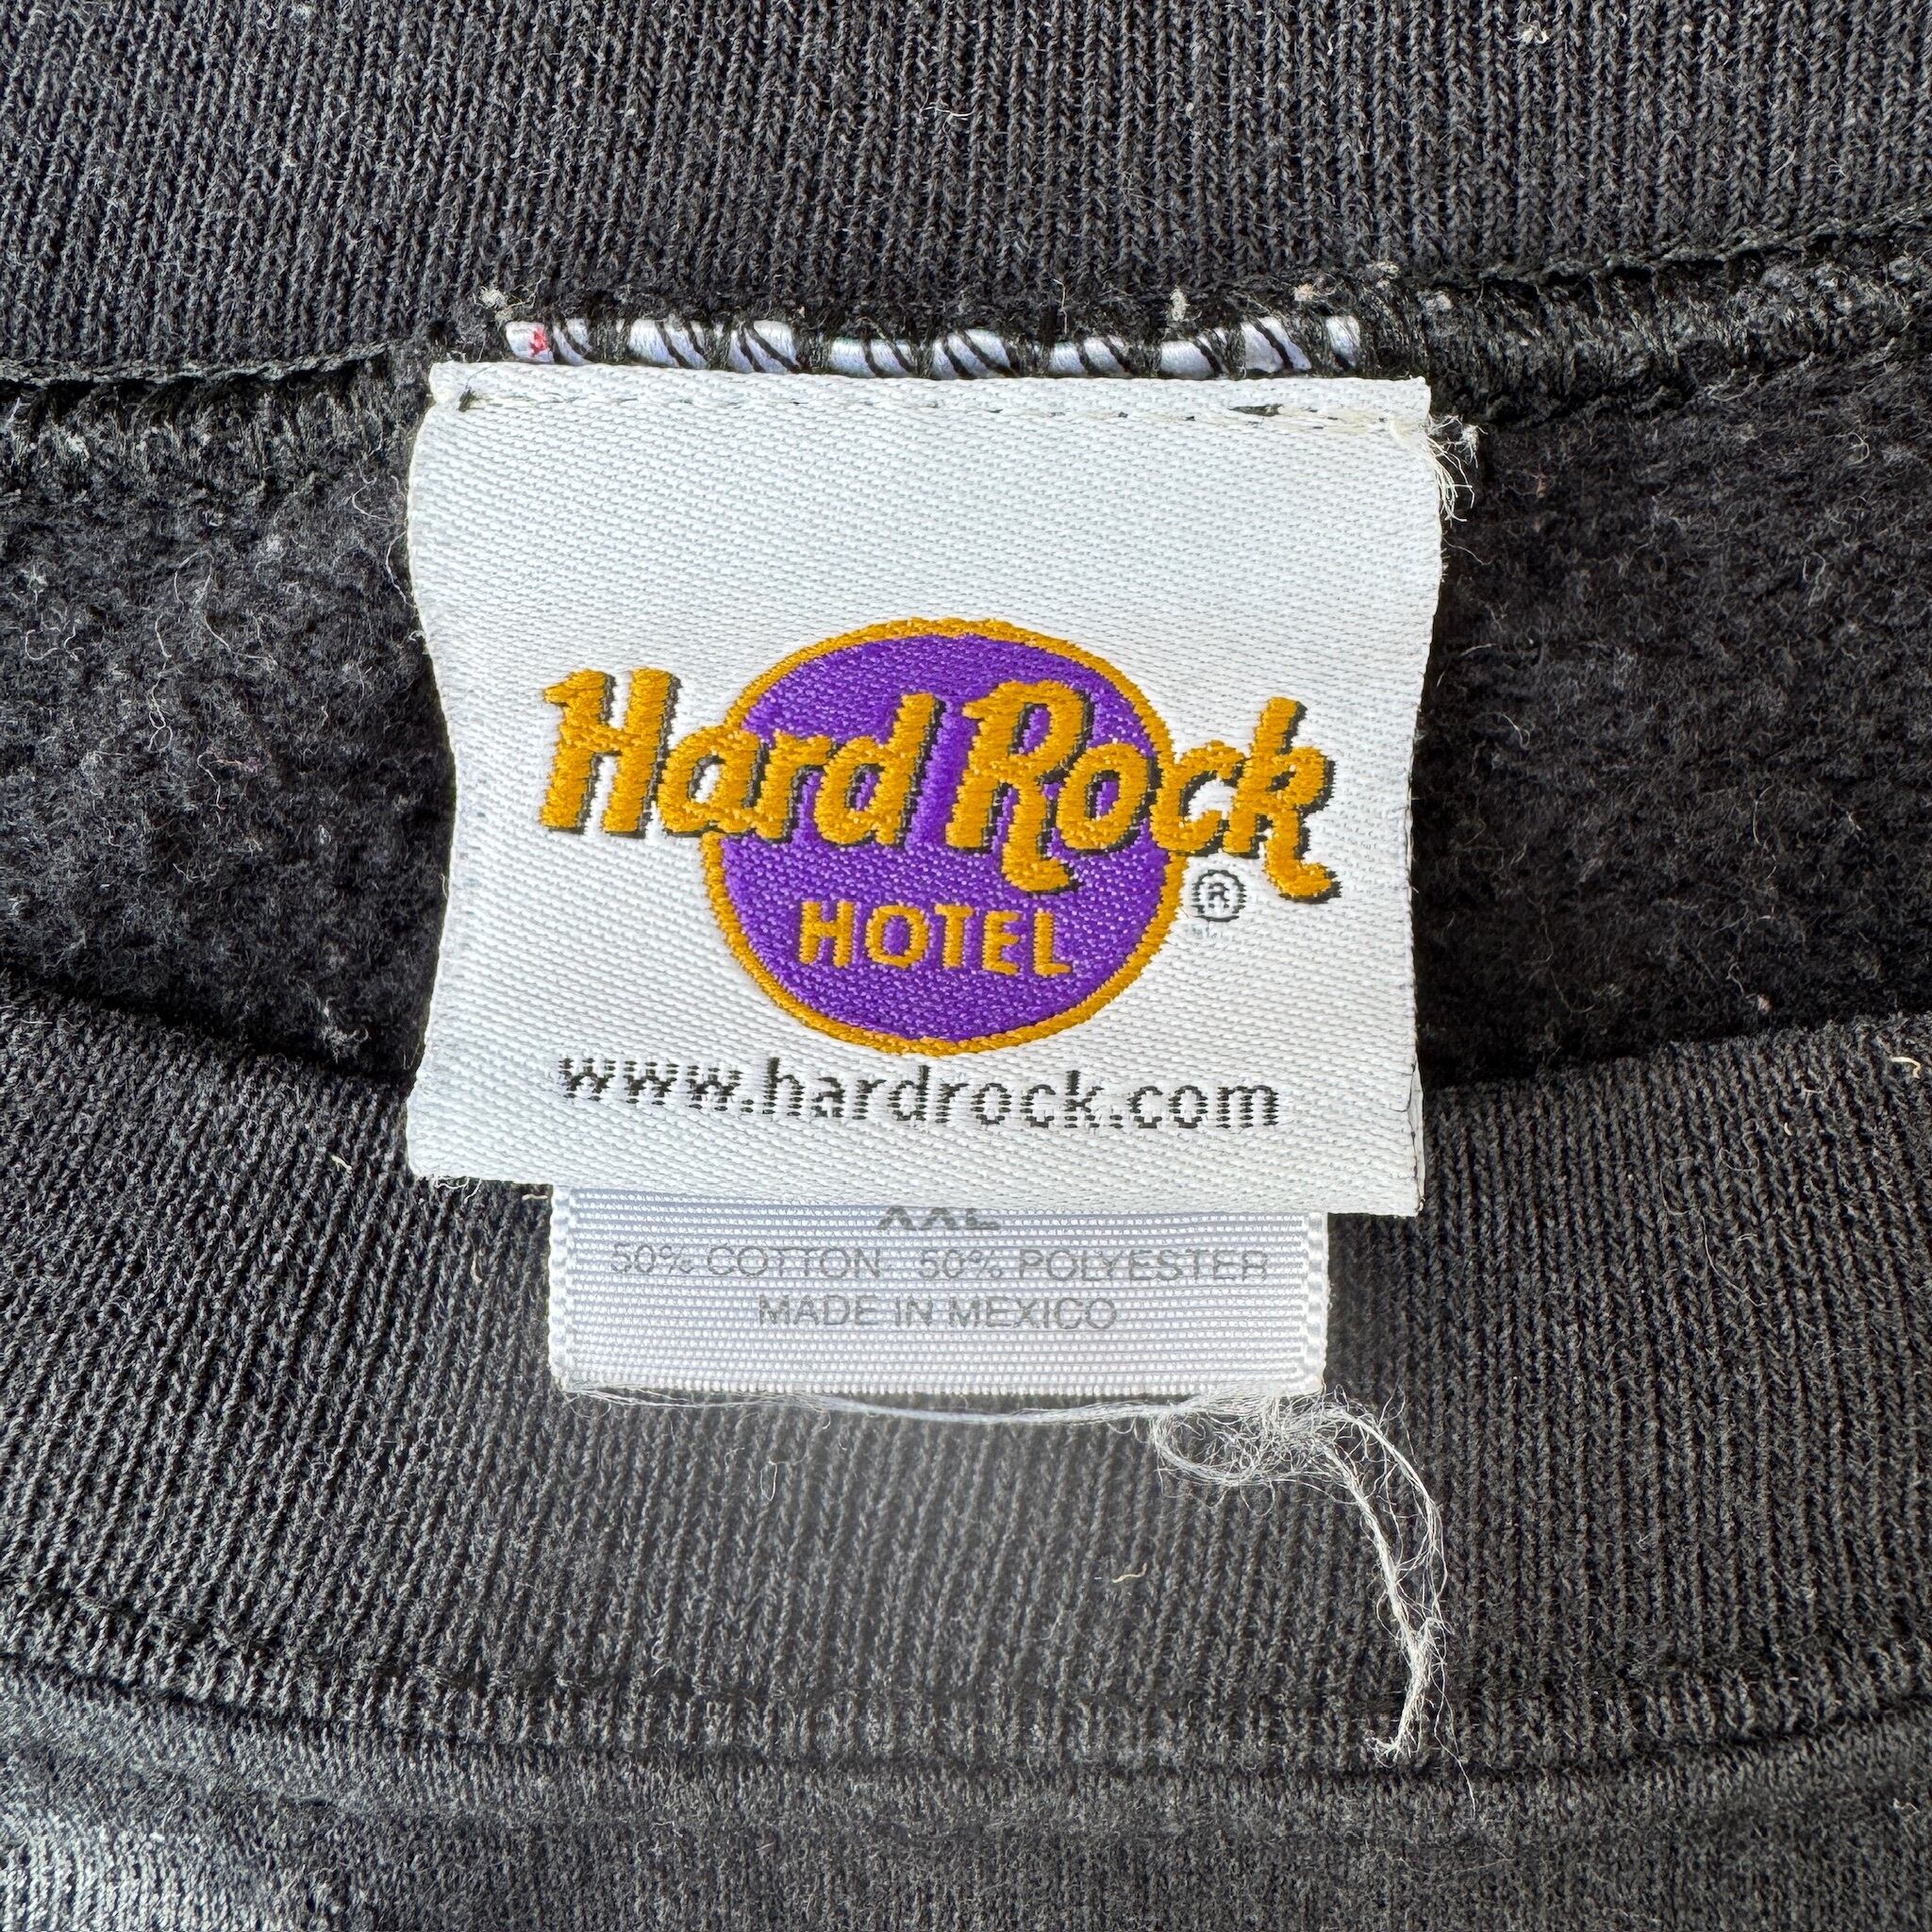 Hard Rock
HOTEL
®
www.hardrock.com
XXL
50% COTTON 50% POLYESTER
MADE IN MEXICO